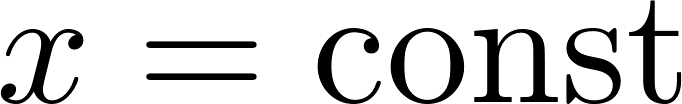 x = const